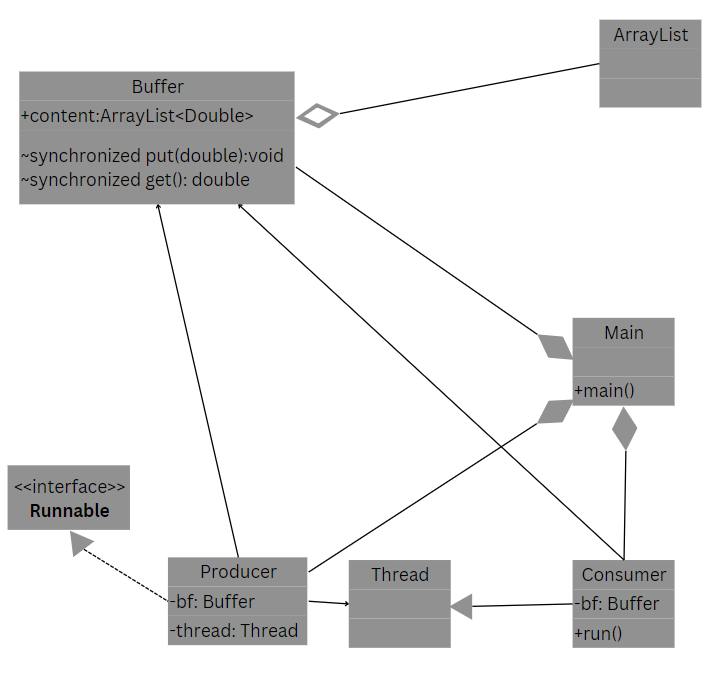 ArrayList
Buffer
+content:ArrayList<Double>
~synchronized put(double):void
~synchronized get(): double
Main
+main()
<<interface>>
Runnable
Producer
-bf: Buffer
-thread: Thread
Thread
Consumer
-bf: Buffer
+run()